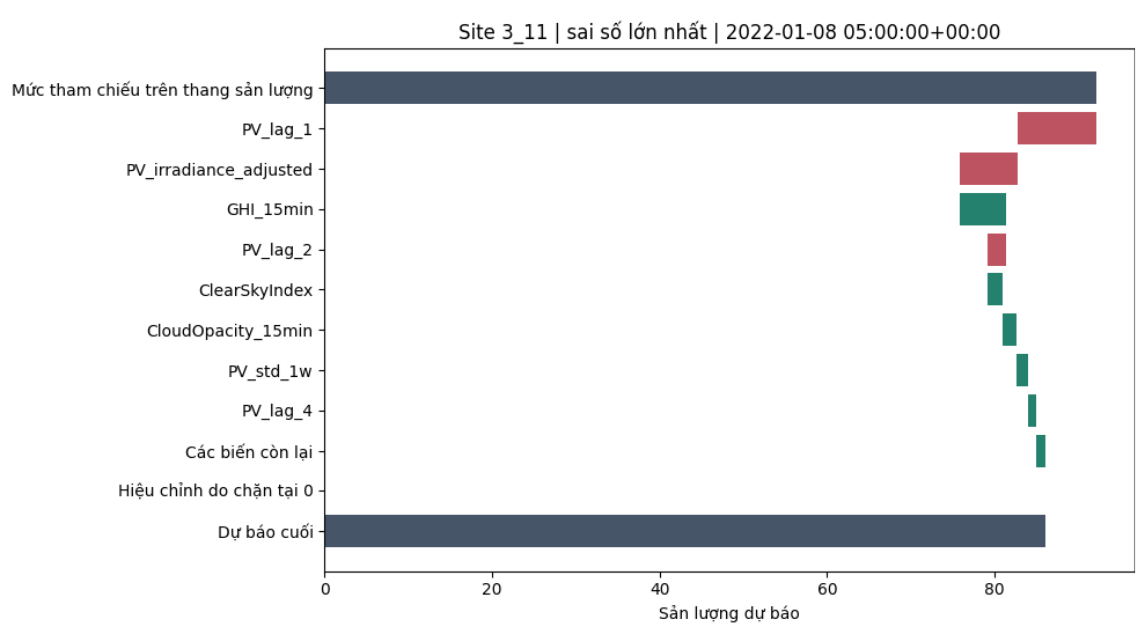 Site 3_11 | sai số lớn nhất | 2022-01-08 05:00:00+00:00
Mức tham chiếu trên thang sản lượng
PV_lag_1
PV_irradiance_adjusted
GHI_15min
PV_lag_2
ClearSkyIndex
CloudOpacity_15min
PV_std_1w
PV_lag_4
Các biến còn lại
Hiệu chỉnh do chặn tại 0
Dự báo cuối
0 20 40 60 80
Sản lượng dự báo